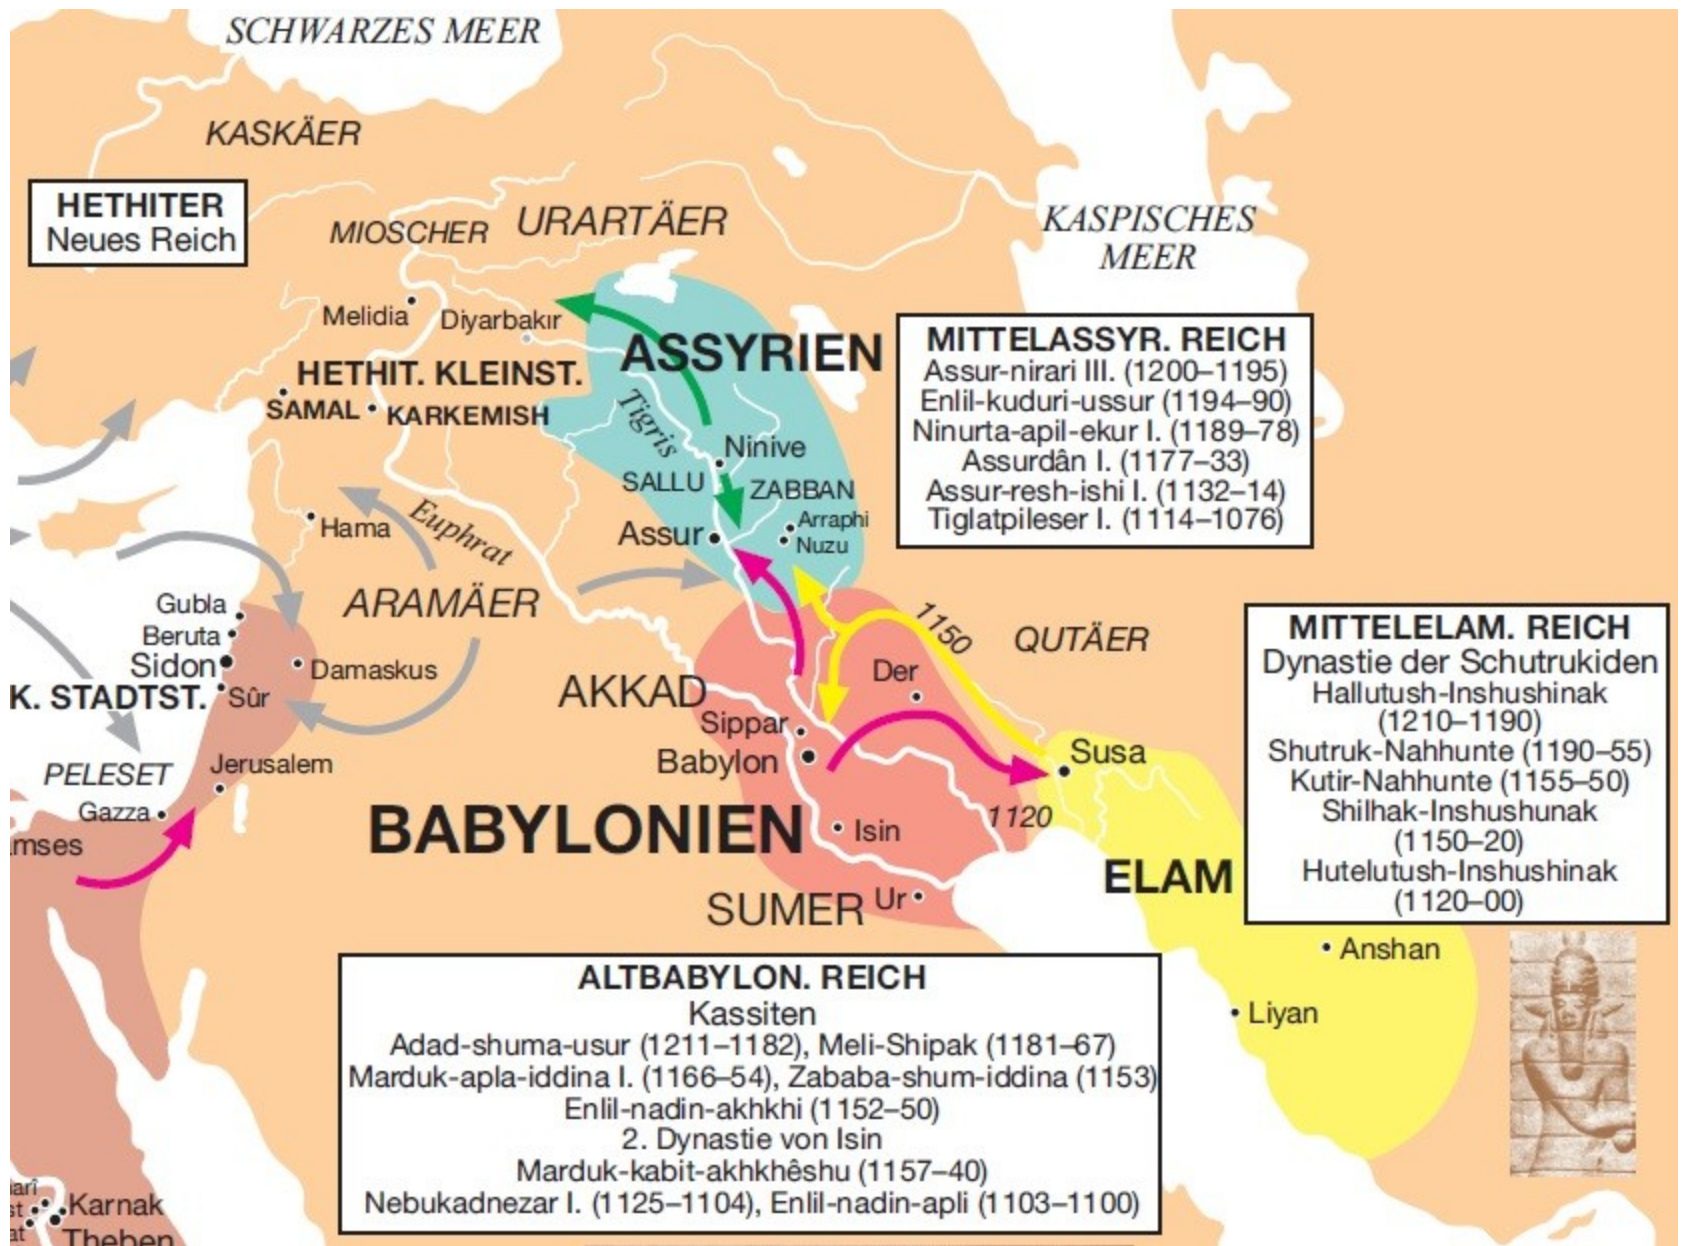 SCHWARZES MEER
KASKÄER
HETHITER
Neues Reich
MIOSCHER
URARTÄER
KASPISCHES
MEER
Melidia
Diyarbakır
ASSYRIEN
HETHIT. KLEINST.
SAMAL
KARKEMISH
Tigris
Ninive
SALLU
ZABBAN
Arraphi
Nuzu
Assur
Hama
Euphrat
MITTELASSYR. REICH
Assur-nirari III. (1200–1195)
Enlil-kuduri-ussur (1194–90)
Ninurta-apil-ekur I. (1189–78)
Assurdân I. (1177–33)
Assur-resh-ishi I. (1132–14)
Tiglatpileser I. (1114–1076)
ARAMÄER
Gubla
Beruta
Sidon
Damaskus
K. STADTST.
Sûr
1150
QUTÄER
Der
AKKAD
Sippar
Babylon
Susa
PELESET
Jerusalem
Gazza
BABYLONIEN
Isin
1120
ELAM
SUMER
Ur
MITTELELAM. REICH
Dynastie der Schutrukiden
Hallutush-Inshushinak
(1210–1190)
Shutruk-Nahhunte (1190–55)
Kutir-Nahhunte (1155–50)
Shilhak-Inshushunak
(1150–20)
Hutelutush-Inshushinak
(1120–00)
Anshan
Liyan
ALTBABYLON. REICH
Kassiten
Adad-shuma-usur (1211–1182), Meli-Shipak (1181–67)
Marduk-apla-iddina I. (1166–54), Zababa-shum-iddina (1153)
Enlil-nadin-akhkhi (1152–50)
2. Dynastie von Isin
Marduk-kabit-akhkhêshu (1157–40)
Nebukadnezar I. (1125–1104), Enlil-nadin-apli (1103–1100)
Karnak
Theben